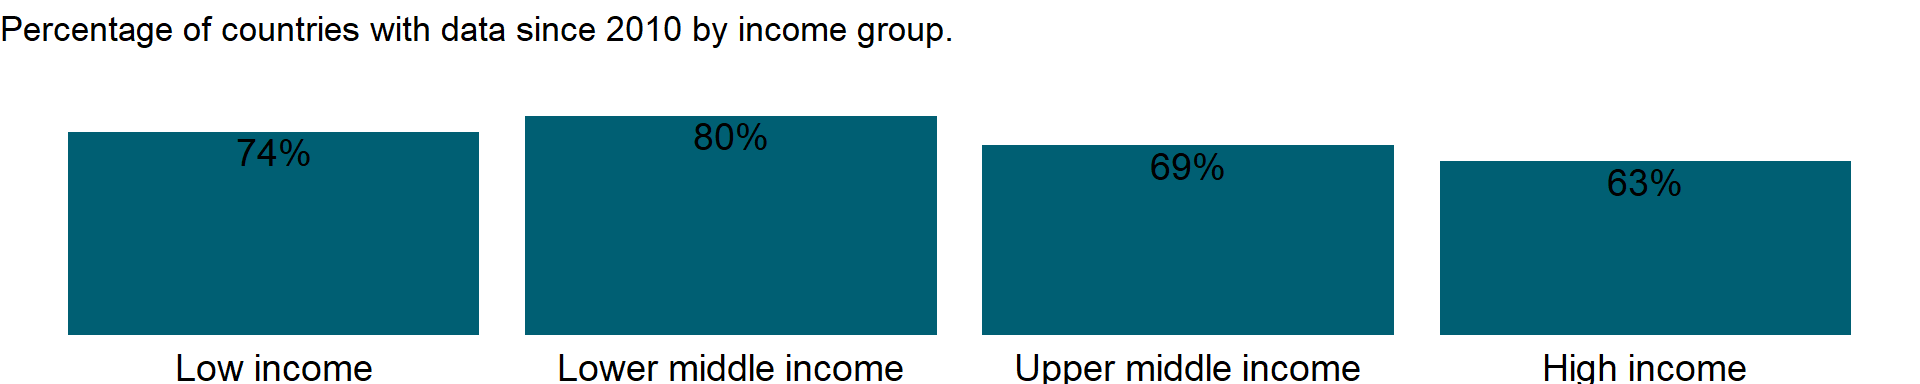 Percentage of countries with data since 2010 by income group.
74%
80%
69%
63%
Low income
Lower middle income
Upper middle income
High income